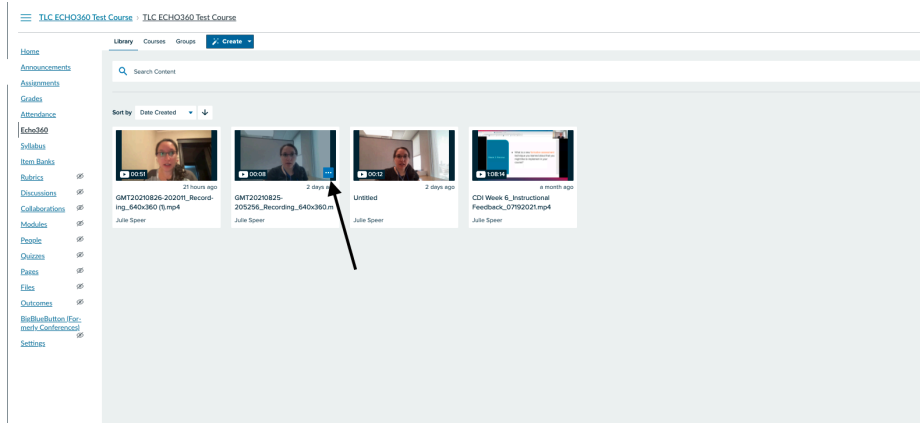 TLC ECHO360 Test Course › TLC ECHO360 Test Course
Library Courses Groups Create
Search Content
Home
Announcements
Assignments
Grades
Attendance
Echo360
Syllabus
Item Banks
Rubrics
Discussions
Collaborations
Modules
People
Quizzes
Pages
Files
Outcomes
BigBlueButton (For-
merly Conferences)
Settings
Sort by Date Created
00:51
21 hours ago
GMT20210826-202011_Record-
ing_640x360 (1).mp4
Julie Speer
00:08
2 days a
GMT20210825-
205256_Recording_640x360.m
Julie Speer
00:12
2 days ago
Untitled
Julie Speer
1:08:14
a month ago
CDI Week 6_Instructional
Feedback_07192021.mp4
Julie Speer